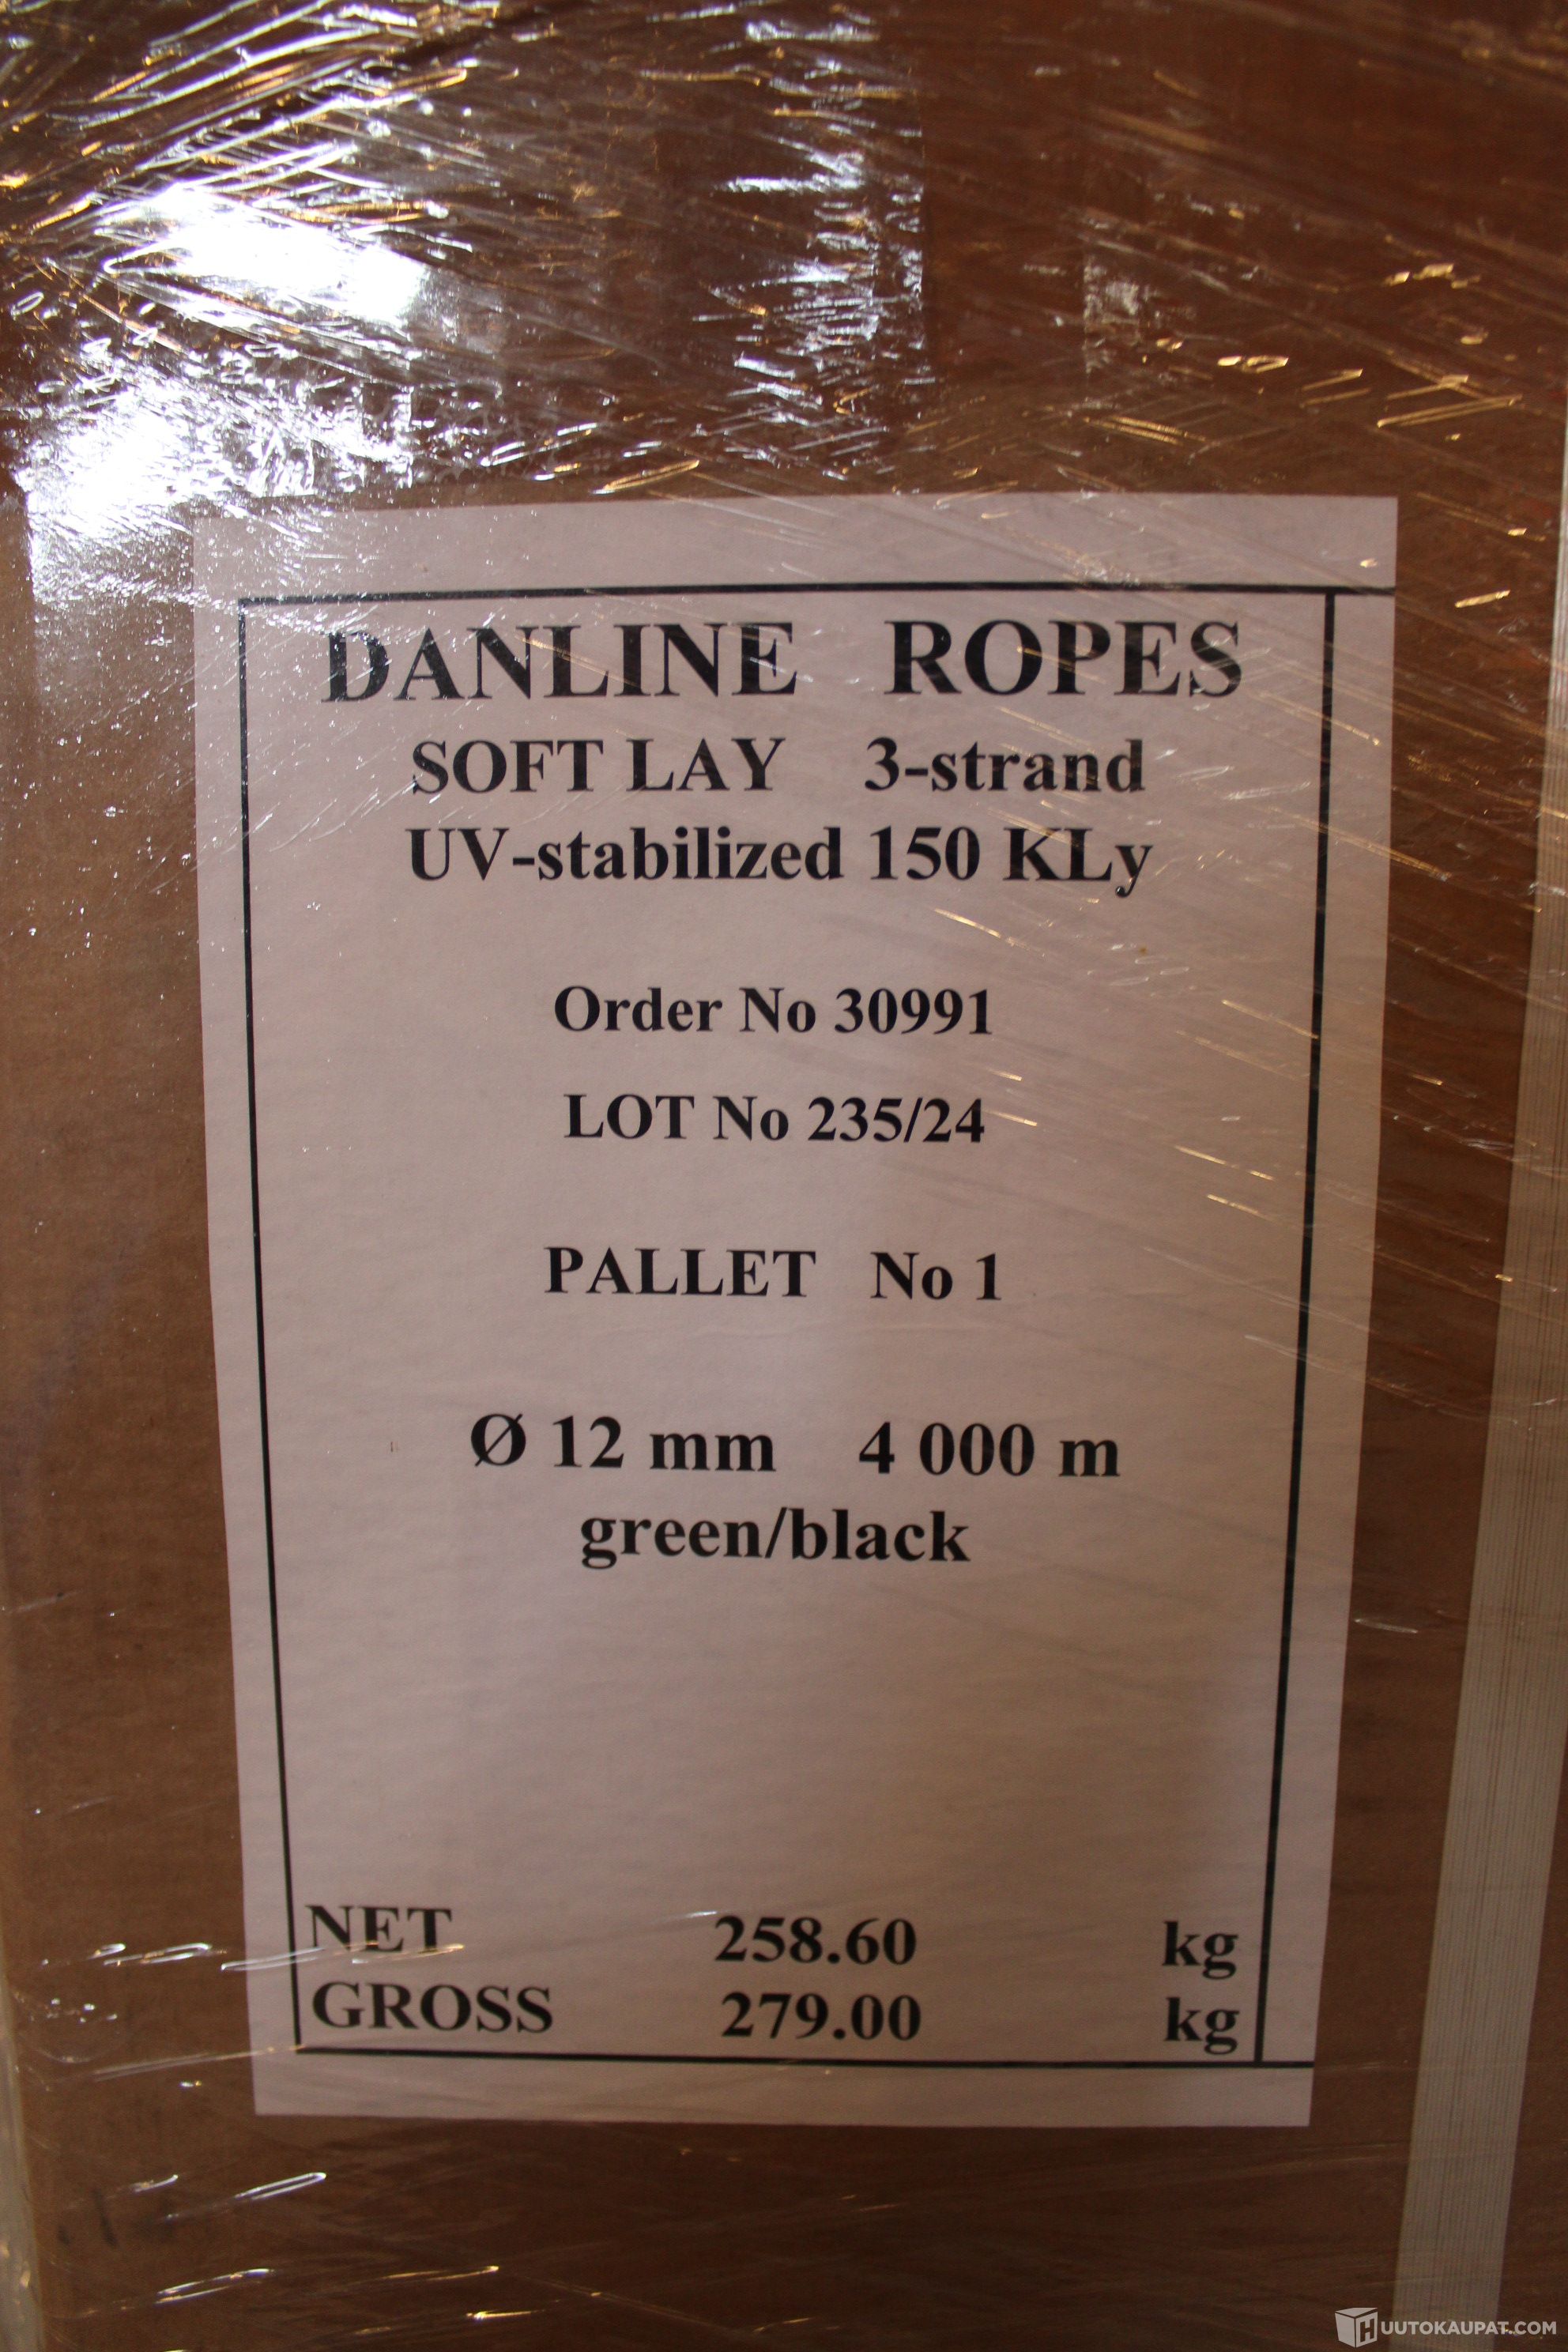 DANLINE ROPES
SOFT LAY 3-strand
UV-stabilized 150 KLy
Order No 30991
LOT No 235/24
PALLET No 1
Ø 12 mm 4 000 m
green/black
NET 258.60 kg
GROSS 279.00 kg
HUUTOKAUPAT.COM